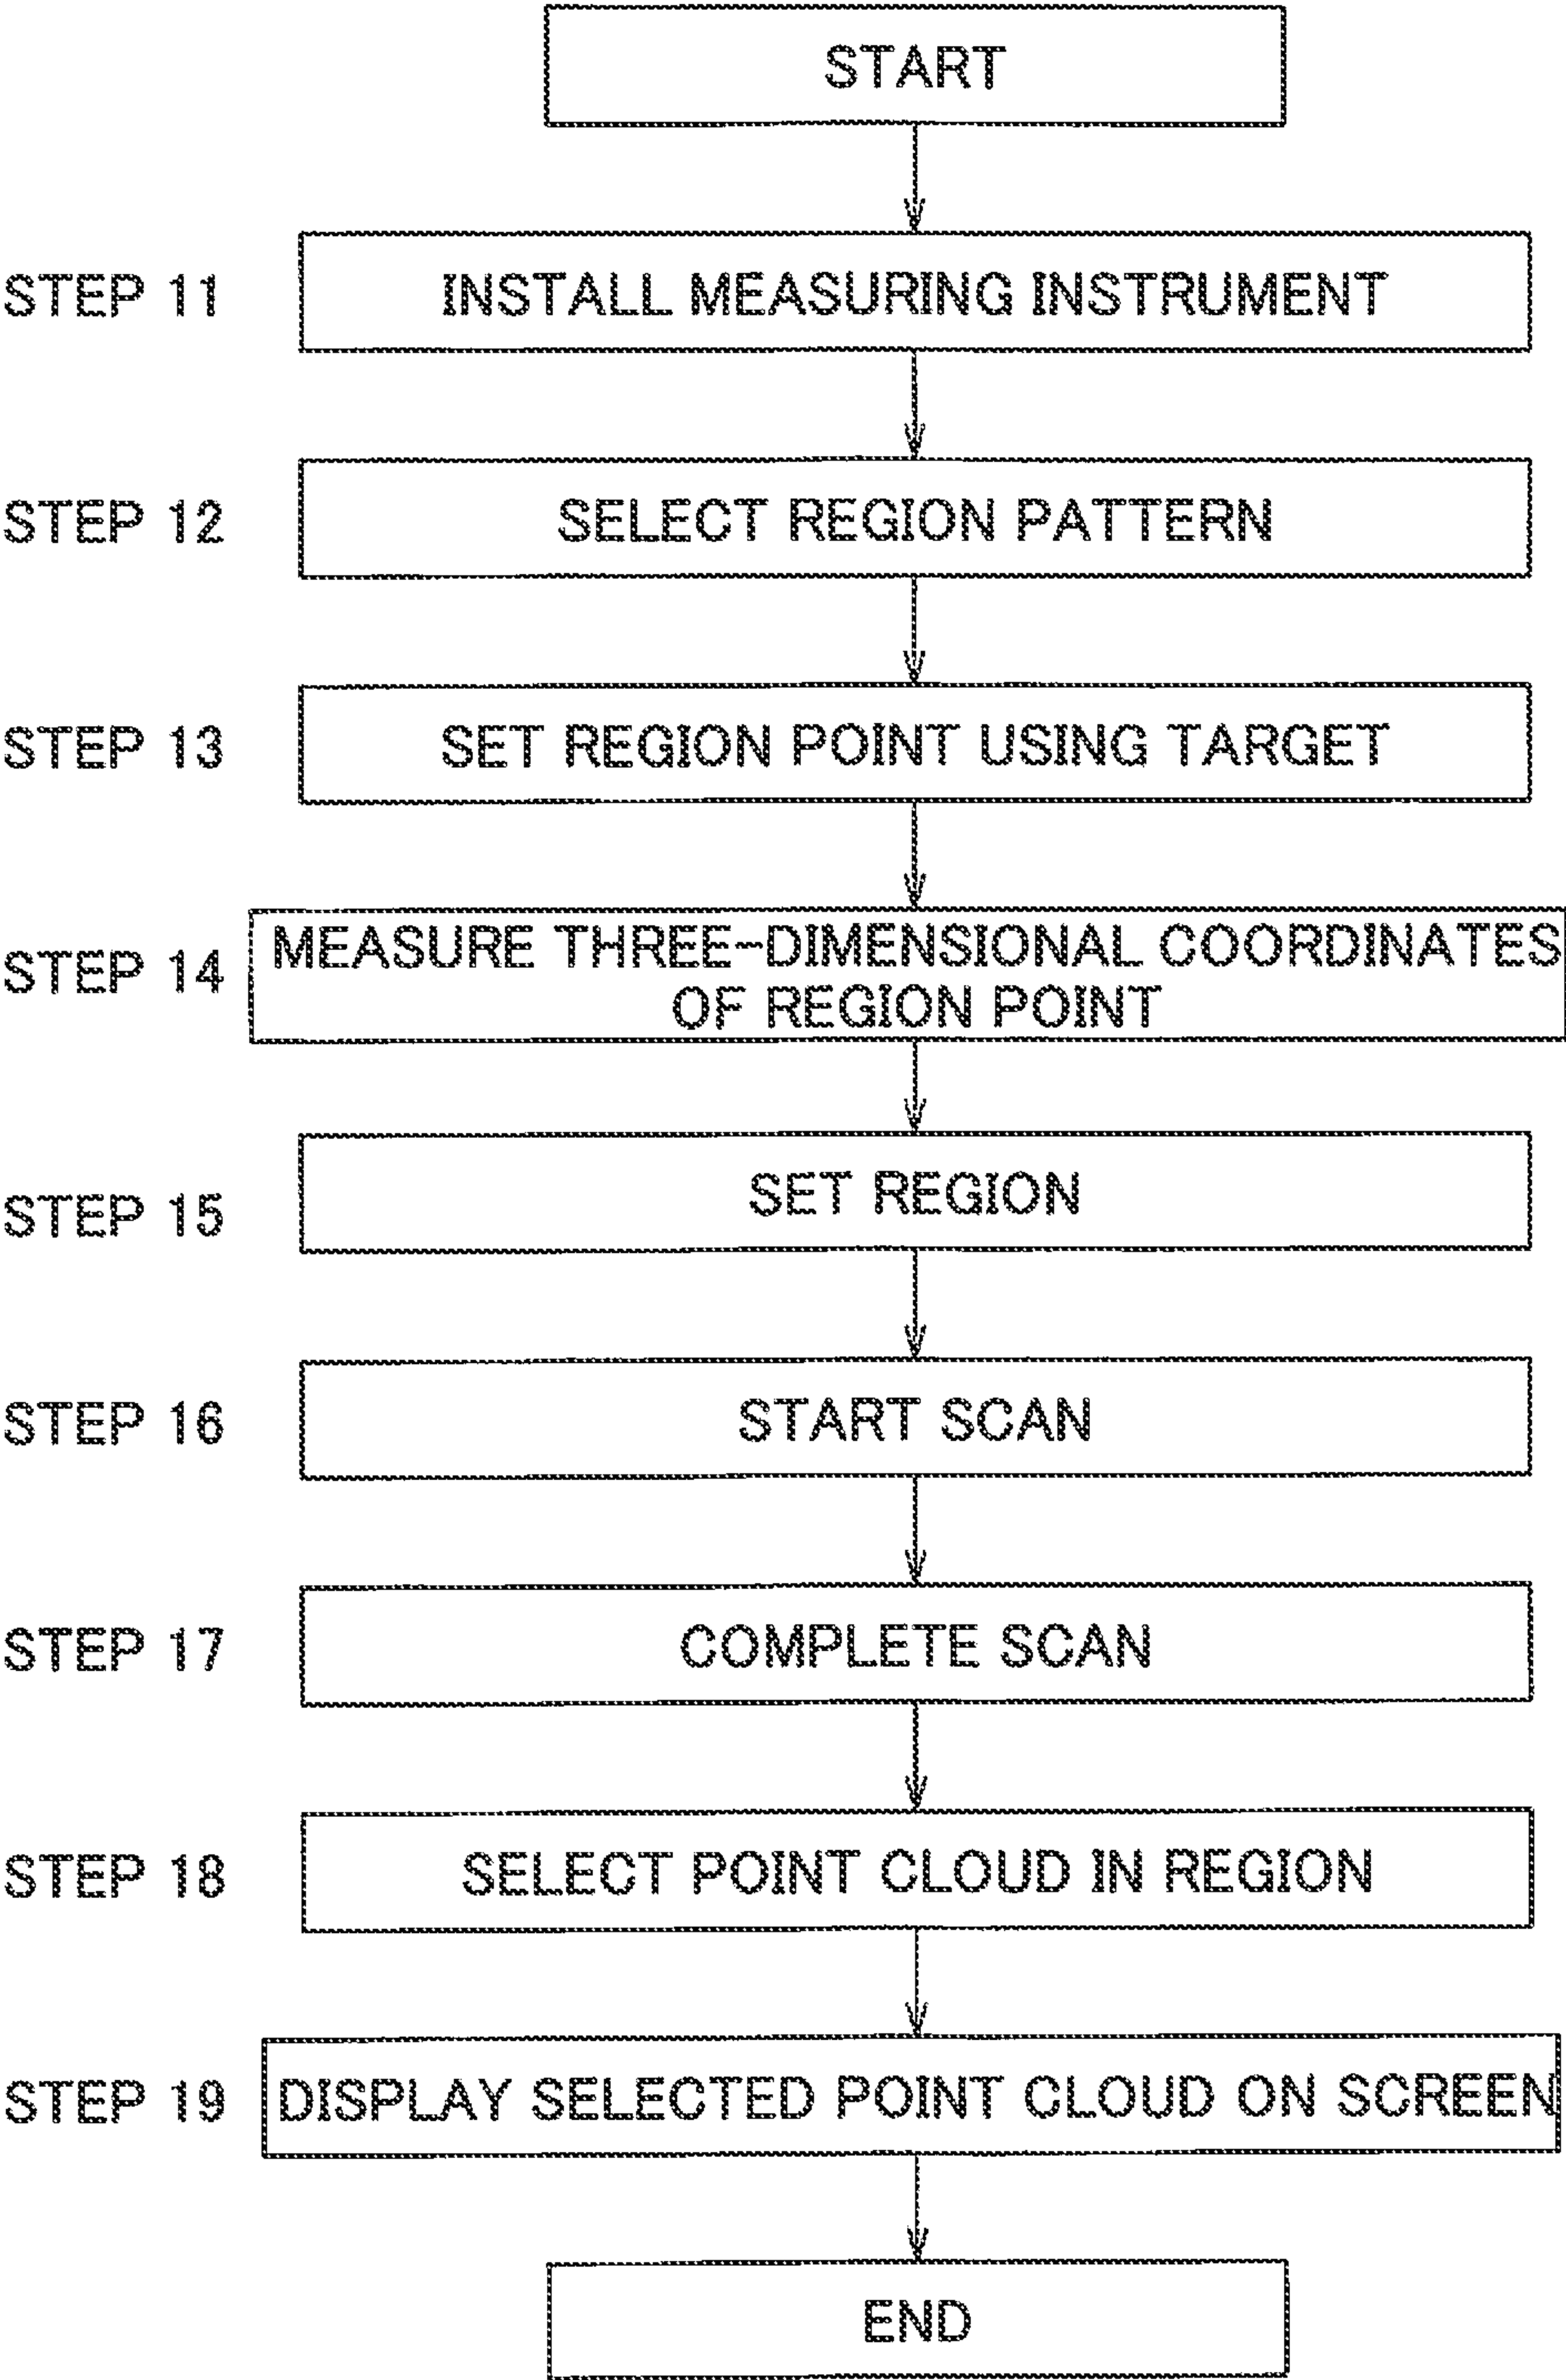 START
STEP 11
INSTALL MEASURING INSTRUMENT
STEP 12
SELECT REGION PATTERN
STEP 13
SET REGION POINT USING TARGET
STEP 14
MEASURE THREE-DIMENSIONAL COORDINATES
OF REGION POINT
STEP 15
SET REGION
STEP 16
START SCAN
STEP 17
COMPLETE SCAN
STEP 18
SELECT POINT CLOUD IN REGION
STEP 19
DISPLAY SELECTED POINT CLOUD ON SCREEN
END